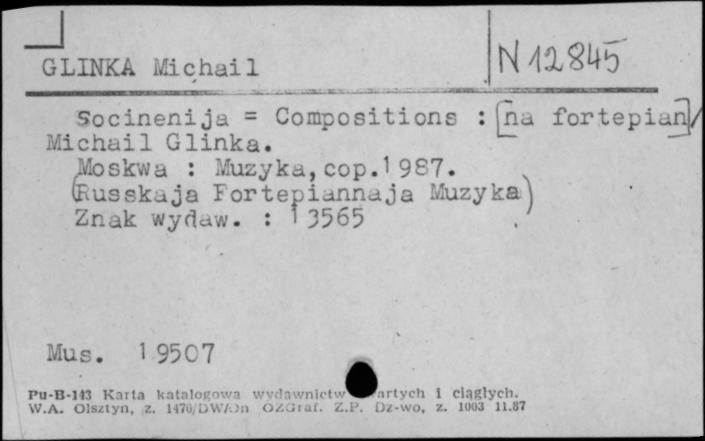 GLINKA Michail
N 12845
Socinenija = Compositions : [na fortepian]/
Michail Glinka.
Moskwa : Muzyka, cop.1987.
(Russkaja Fortepiannaja Muzyka)
Znak wydaw. : 13565
Mus. 19507
Pu-B-143 Karta katalogowa wydawnictw artych i ciągłych.
W.A. Olsztyn, z. 1470/DW/Dn OZGraf. Z.P. Dz-wo, z. 1003 11.87